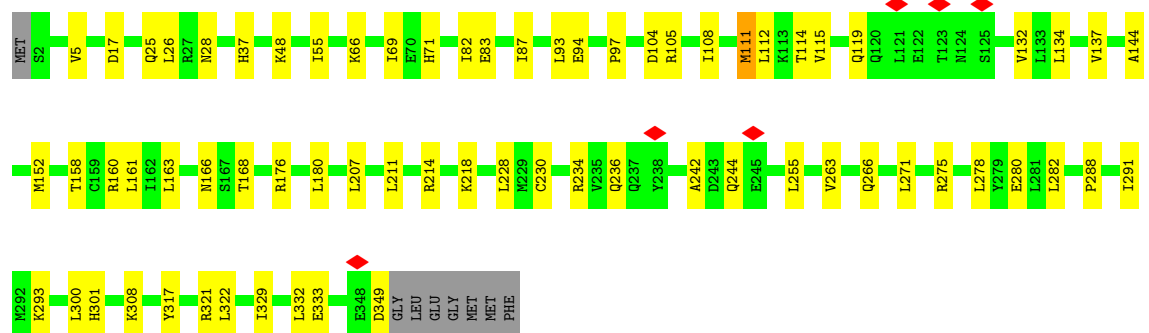 MET S2 V5 D17 Q25 L26 R27 N28 H37 K48 I55 K66 I69 E70 H71 I82 E83 I87 L93 E94 P97 D104 R105 I108 M111 L112 K113 T114 V115 Q119 Q120 L121 E122 T123 N124 S125 V132 L133 L134 V137 A144
M152 T158 C159 R160 L161 I162 L163 N166 S167 T168 R176 L180 L207 L211 R214 K218 L228 M229 C230 R234 V235 Q236 Q237 Y238 A242 D243 Q244 E245 L255 V263 Q266 L271 R275 L278 Y279 E280 L281 L282 P288 I291
M292 K293 L300 H301 K308 Y317 R321 L322 I329 L332 E333 E348 D349 GLY LEU GLU GLY MET MET PHE